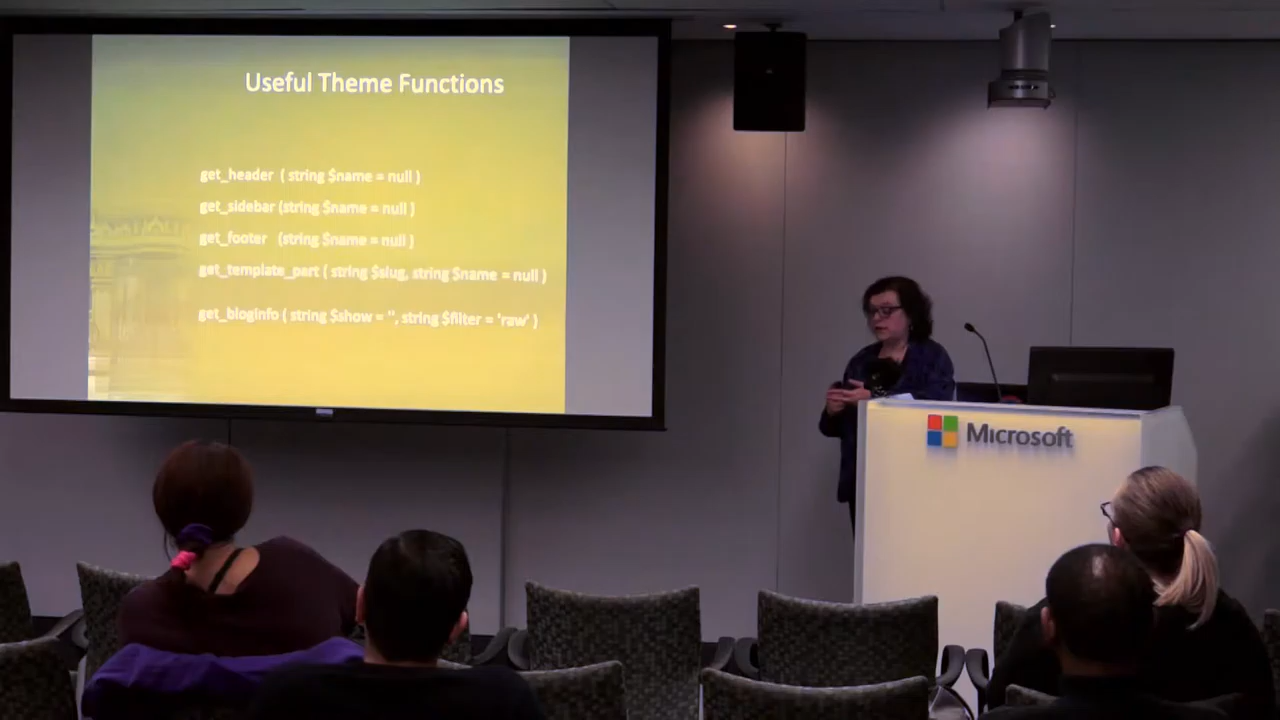 Useful Theme Functions
get_header ( string $name = null )
get_sidebar (string $name = null )
get_footer (string $name = null )
get_template_part ( string $slug, string $name = null )
get_bloginfo ( string $show = '', string $filter = 'raw' )
Microsoft